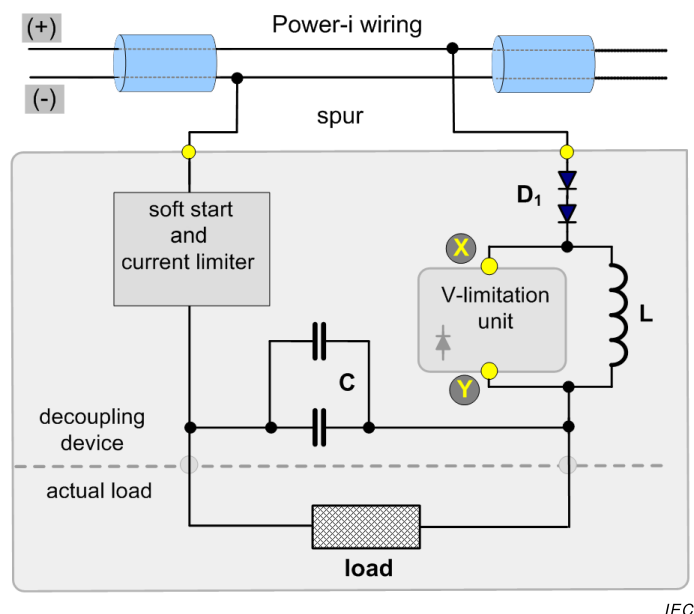 (+)
Power-i wiring
(-)
spur
soft start
and
current limiter
D1
X
V-limitation
unit
L
Y
C
decoupling
device
actual load
load
IEC